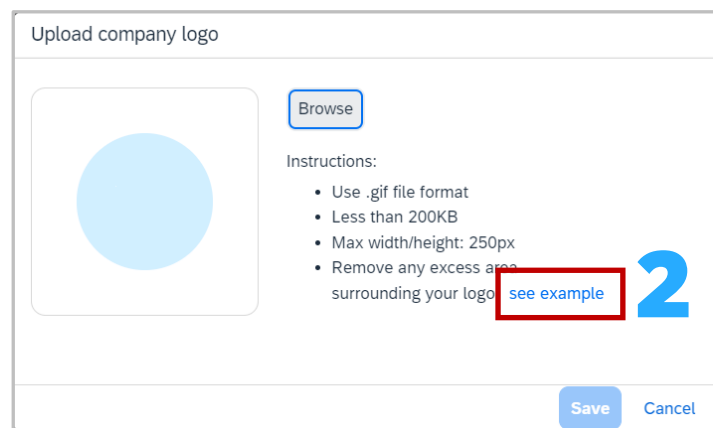 Upload company logo
Browse
Instructions:
• Use .gif file format
• Less than 200KB
• Max width/height: 250px
• Remove any excess area
surrounding your logo see example
2
Save Cancel